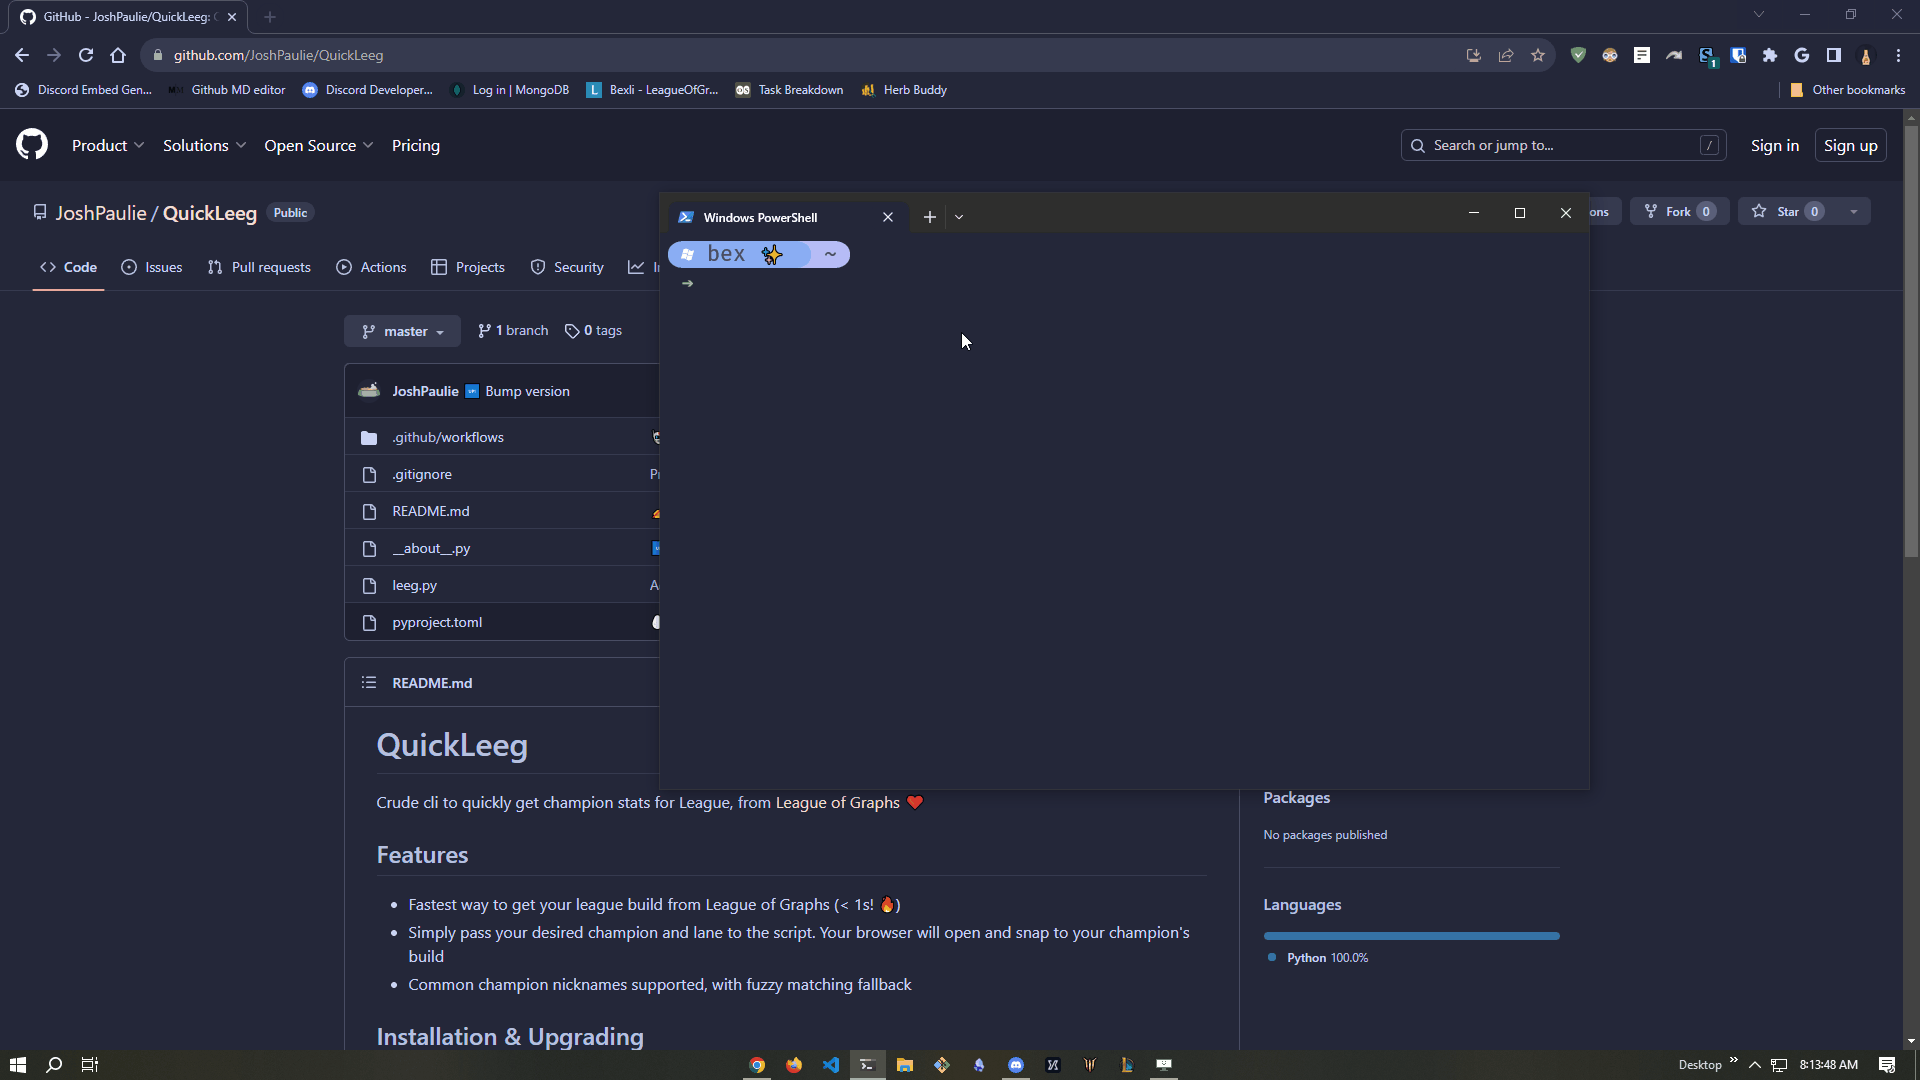 GitHub - JoshPaulie/QuickLeeg:
github.com/JoshPaulie/QuickLeeg
1
Discord Embed Gen...
Github MD editor
Discord Developer...
Log in | MongoDB
Bexli - LeagueOfGr...
Task Breakdown
Herb Buddy
Other bookmarks
Product
Solutions
Open Source
Pricing
Search or jump to...
/
Sign in
Sign up
JoshPaulie / QuickLeeg
Public
ons
Fork 0
Star 0
Windows PowerShell
bex ✨ ~
➜
Code
Issues
Pull requests
Actions
Projects
Security
master
1 branch
0 tags
JoshPaulie 🆙 Bump version
.github/workflows
.gitignore
README.md
__about__.py
leeg.py
pyproject.toml
README.md
QuickLeeg
Crude cli to quickly get champion stats for League, from League of Graphs ❤️
Features
• Fastest way to get your league build from League of Graphs (< 1s! 🔥)
• Simply pass your desired champion and lane to the script. Your browser will open and snap to your champion's
build
• Common champion nicknames supported, with fuzzy matching fallback
Installation & Upgrading
Packages
No packages published
Languages
Python 100.0%
Desktop
8:13:48 AM